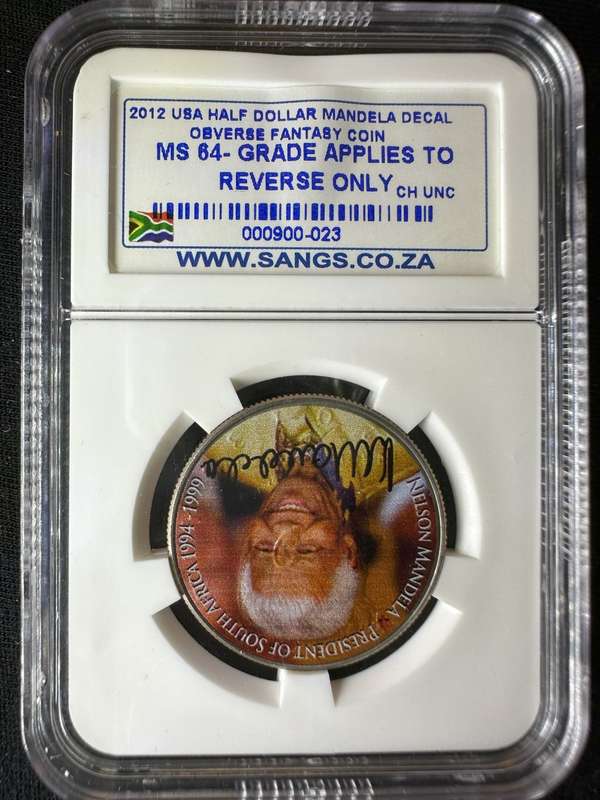 2012 USA HALF DOLLAR MANDELA DECAL
OBVERSE FANTASY COIN
MS 64- GRADE APPLIES TO
REVERSE ONLY CH UNC
000900-023
WWW.SANGS.CO.ZA
NELSON MANDELA - PRESIDENT OF SOUTH AFRICA 1994-1999
NMandela